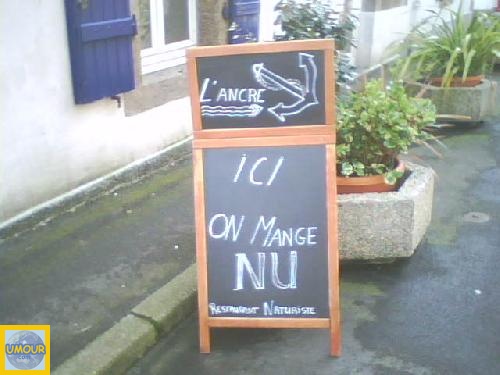 L'ANCRE
ICI
ON MANGE
NU
RESTAURANT NATURISTE
UMOUR